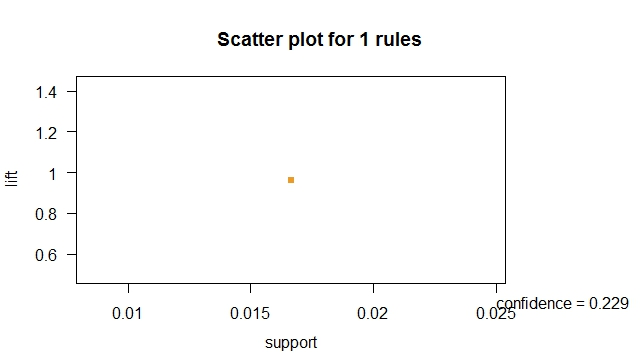 Scatter plot for 1 rules
lift
1.4
1.2
1
0.8
0.6
0.01 0.015 0.02 0.025
confidence = 0.229
support